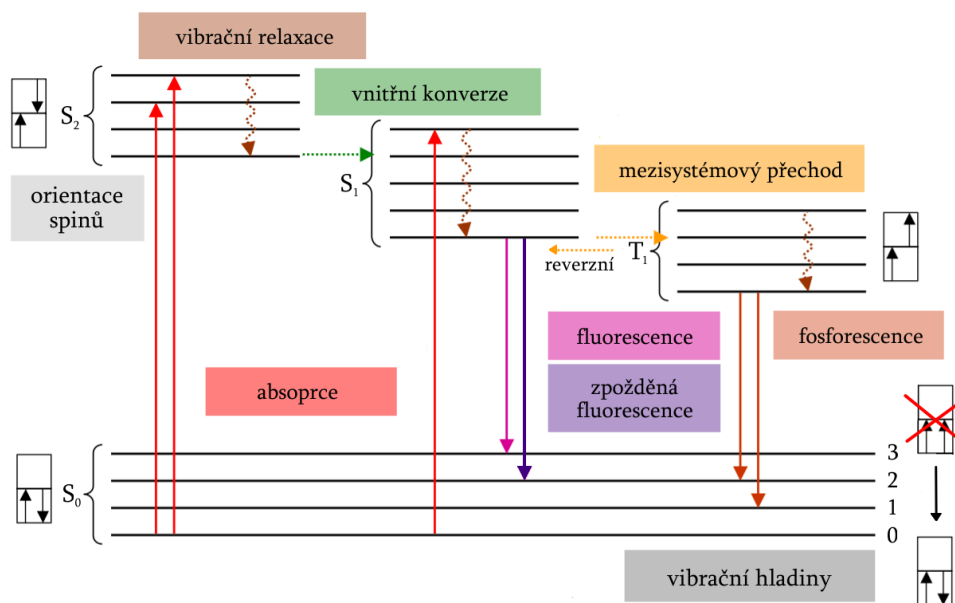 vibrační relaxace
vnitřní konverze
S2
orientace
spinů
S1
mezisystémový přechod
reverzní
T1
fluorescence
fosforescence
zpožděná
fluorescence
absoprce
3
2
1
0
S0
vibrační hladiny